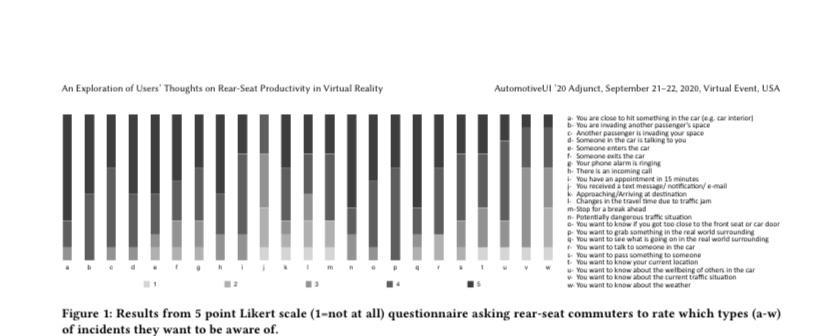 An Exploration of Users' Thoughts on Rear-Seat Productivity in Virtual Reality
AutomotiveUI '20 Adjunct, September 21–22, 2020, Virtual Event, USA
a- You are close to hit something in the car (e.g. car interior)
b- You are invading another passenger's space
c- Another passenger is invading your space
d- Someone in the car is talking to you
e- Someone enters the car
f- Someone exits the car
g- Your phone alarm is ringing
h- There is an incoming call
i- You have an appointment in 15 minutes
j- You received a text message/ notification/ e-mail
k- Approaching/Arriving at destination
l- Changes in the travel time due to traffic jam
m-Stop for a break ahead
n- Potentially dangerous traffic situation
o- You want to know if you got too close to the front seat or car door
p- You want to grab something in the real world surrounding
q- You want to see what is going on in the real world surrounding
r- You want to talk to someone in the car
s- You want to pass something to someone
t- You want to know your current location
u- You want to know about the wellbeing of others in the car
v- You want to know about the current traffic situation
w- You want to know about the weather
a b c d e f g h i j k l m n o p q r s t u v w
1 2 3 4 5
Figure 1: Results from 5 point Likert scale (1=not at all) questionnaire asking rear-seat commuters to rate which types (a-w)
of incidents they want to be aware of.